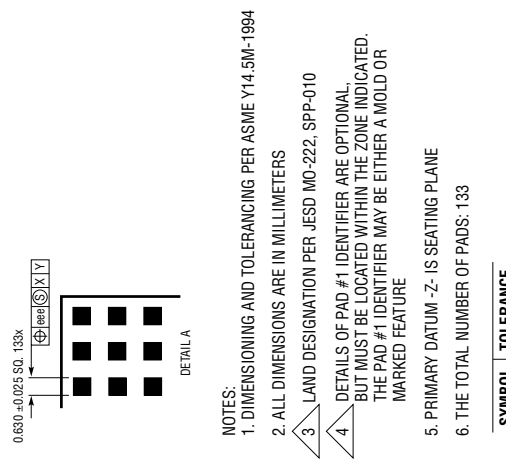 0.630 ±0.025 SQ. 133x
⌖ eee Ⓢ X Y
DETAIL A
NOTES:
1. DIMENSIONING AND TOLERANCING PER ASME Y14.5M-1994
2. ALL DIMENSIONS ARE IN MILLIMETERS
3 LAND DESIGNATION PER JESD MO-222, SPP-010
4 DETAILS OF PAD #1 IDENTIFIER ARE OPTIONAL,
BUT MUST BE LOCATED WITHIN THE ZONE INDICATED.
THE PAD #1 IDENTIFIER MAY BE EITHER A MOLD OR
MARKED FEATURE
5. PRIMARY DATUM -Z- IS SEATING PLANE
6. THE TOTAL NUMBER OF PADS: 133
SYMBOL TOLERANCE